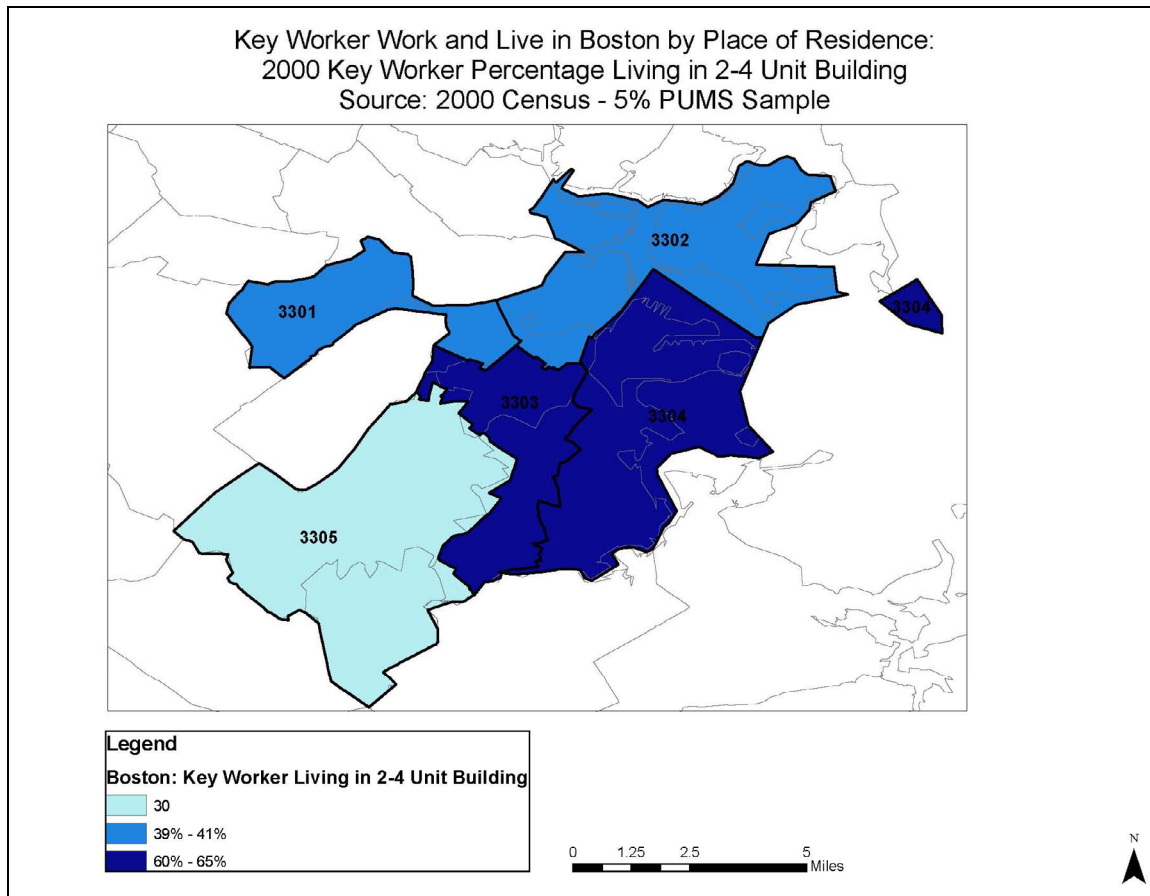 Key Worker Work and Live in Boston by Place of Residence:
2000 Key Worker Percentage Living in 2-4 Unit Building
Source: 2000 Census - 5% PUMS Sample
3302
3301
3304
3303
3304
3305
Legend
Boston: Key Worker Living in 2-4 Unit Building
30
39% - 41%
60% - 65%
0 1.25 2.5 5
Miles
N